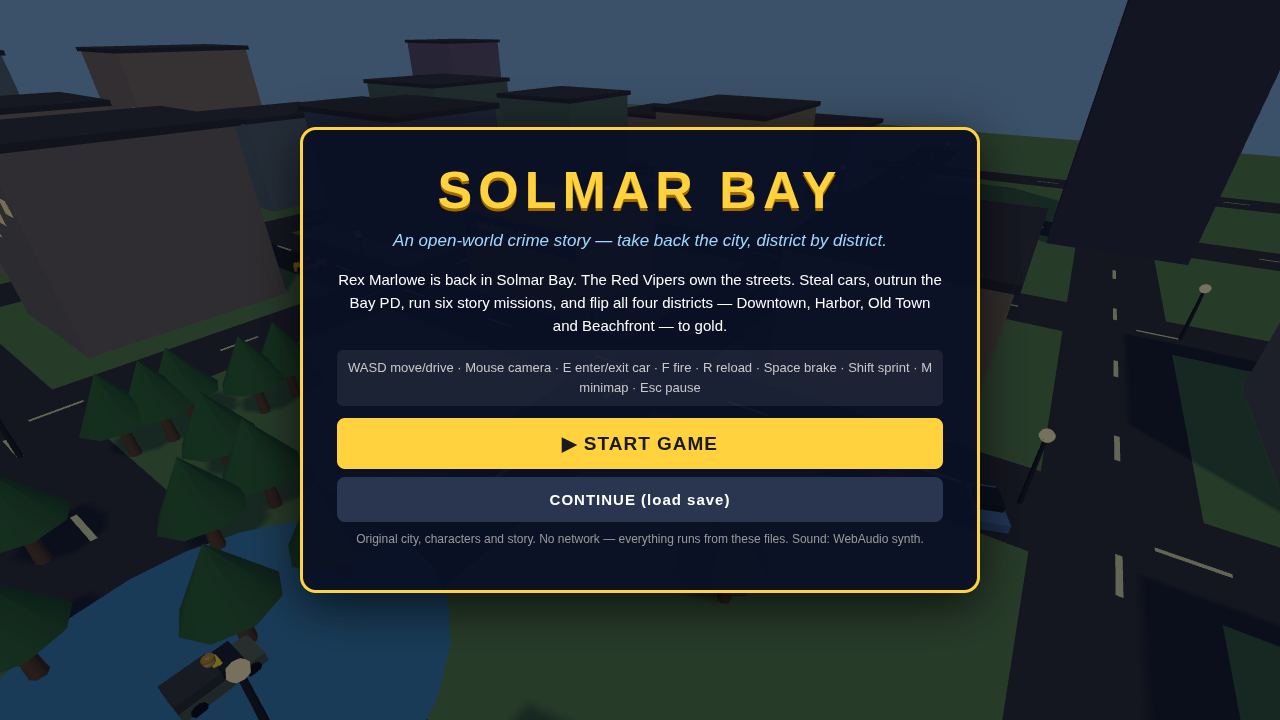 SOLMAR BAY
An open-world crime story — take back the city, district by district.
Rex Marlowe is back in Solmar Bay. The Red Vipers own the streets. Steal cars, outrun the
Bay PD, run six story missions, and flip all four districts — Downtown, Harbor, Old Town
and Beachfront — to gold.
WASD move/drive · Mouse camera · E enter/exit car · F fire · R reload · Space brake · Shift sprint · M
minimap · Esc pause
▶ START GAME
CONTINUE (load save)
Original city, characters and story. No network — everything runs from these files. Sound: WebAudio synth.